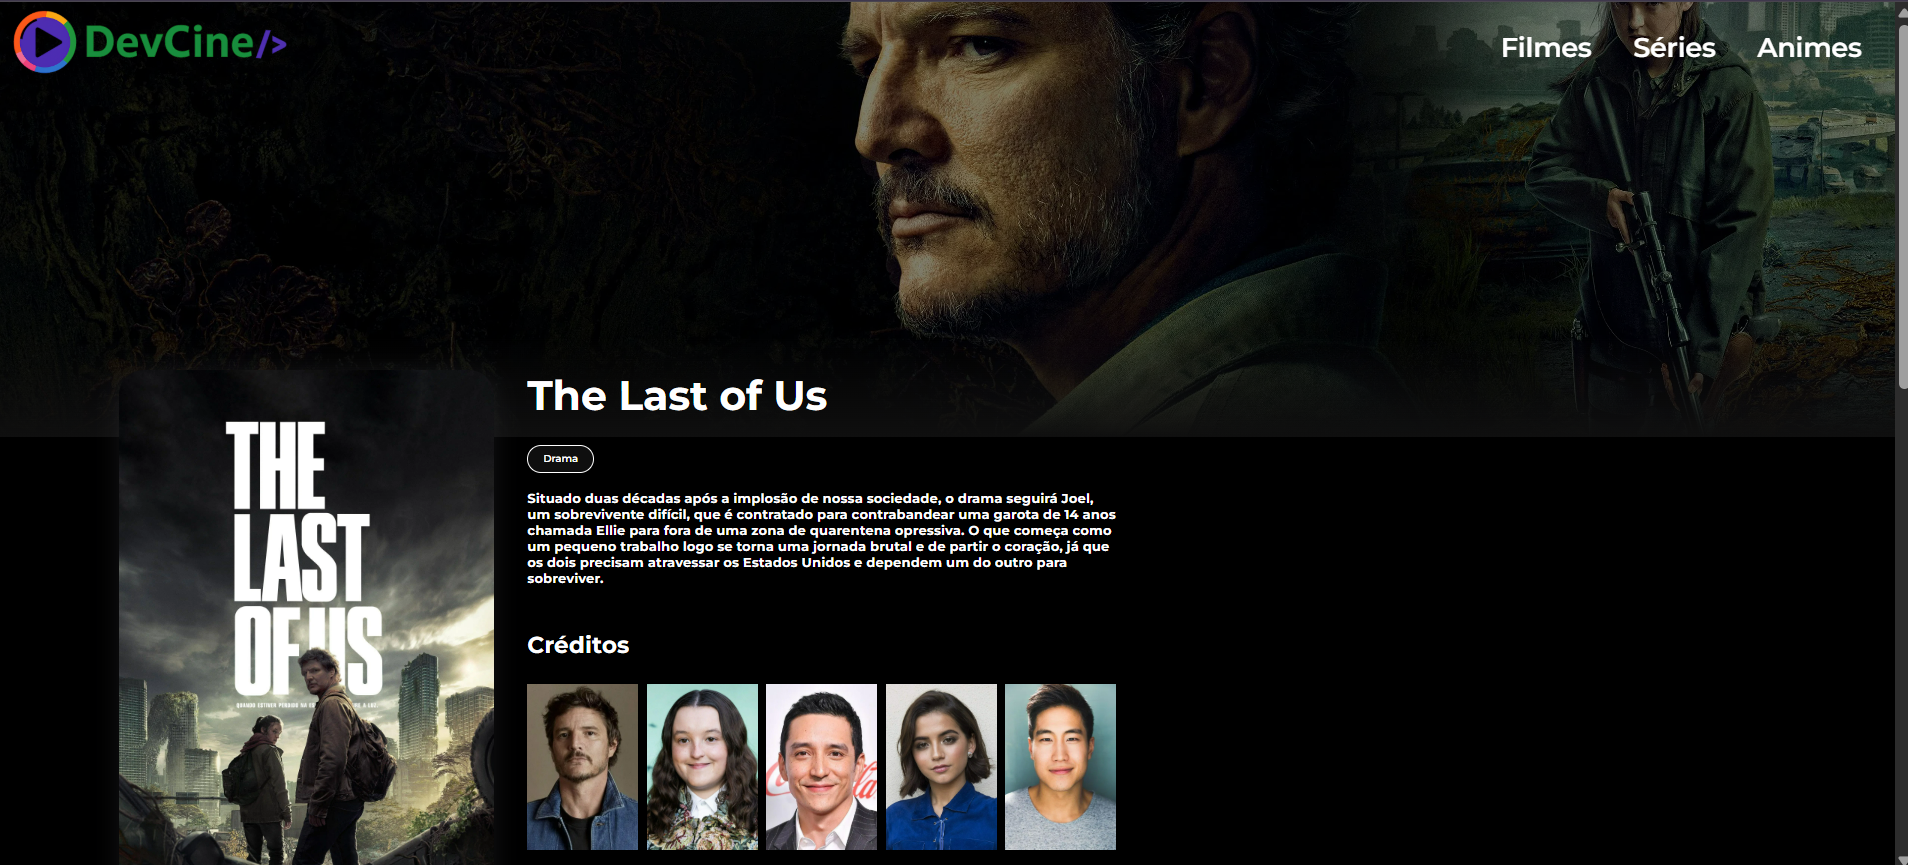 DevCine/>
Filmes Séries Animes
The Last of Us
Drama
Situado duas décadas após a implosão de nossa sociedade, o drama seguirá Joel,
um sobrevivente difícil, que é contratado para contrabandear uma garota de 14 anos
chamada Ellie para fora de uma zona de quarentena opressiva. O que começa como
um pequeno trabalho logo se torna uma jornada brutal e de partir o coração, já que
os dois precisam atravessar os Estados Unidos e dependem um do outro para
sobreviver.
Créditos
THE
LAST
OF US
QUANDO ESTIVER PERDIDO NA